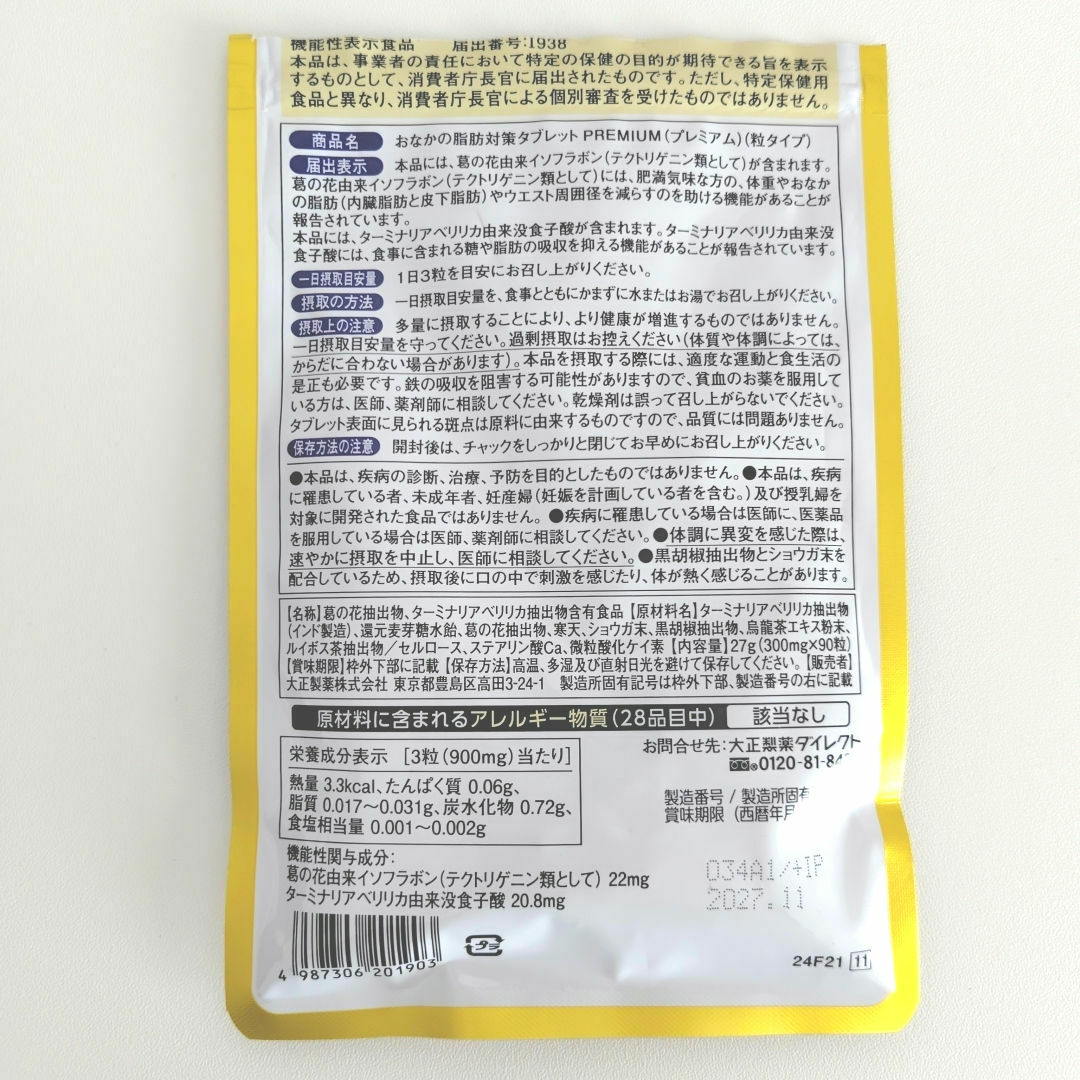 機能性表示食品 届出番号:I938
本品は、事業者の責任において特定の保健の目的が期待できる旨を表示
するものとして、消費者庁長官に届出されたものです。ただし、特定保健用
食品と異なり、消費者庁長官による個別審査を受けたものではありません。
商品名 おなかの脂肪対策タブレット PREMIUM(プレミアム)(粒タイプ)
届出表示 本品には、葛の花由来イソフラボン(テクトリゲニン類として)が含まれます。
葛の花由来イソフラボン(テクトリゲニン類として)には、肥満気味な方の、体重やおなか
の脂肪(内臓脂肪と皮下脂肪)やウエスト周囲径を減らすのを助ける機能があることが
報告されています。
本品には、ターミナリアベリリカ由来没食子酸が含まれます。ターミナリアベリリカ由来没
食子酸には、食事に含まれる糖や脂肪の吸収を抑える機能があることが報告されています。
一日摂取目安量 1日3粒を目安にお召し上がりください。
摂取の方法 一日摂取目安量を、食事とともにかまずに水またはお湯でお召し上がりください。
摂取上の注意 多量に摂取することにより、より健康が増進するものではありません。
一日摂取目安量を守ってください。過剰摂取はお控えください(体質や体調によっては、
からだに合わない場合があります)。本品を摂取する際には、適度な運動と食生活の
是正も必要です。鉄の吸収を阻害する可能性がありますので、貧血のお薬を服用して
いる方は、医師、薬剤師に相談してください。乾燥剤は誤って召し上がらないでください。
タブレット表面に見られる斑点は原料に由来するものですので、品質には問題ありません。
保存方法の注意 開封後は、チャックをしっかりと閉じてお早めにお召し上がりください。
●本品は、疾病の診断、治療、予防を目的としたものではありません。●本品は、疾病
に罹患している者、未成年者、妊産婦(妊娠を計画している者を含む。)及び授乳婦を
対象に開発された食品ではありません。●疾病に罹患している場合は医師に、医薬品
を服用している場合は医師、薬剤師に相談してください。●体調に異変を感じた際は、
速やかに摂取を中止し、医師に相談してください。●黒胡椒抽出物とショウガ末を
配合しているため、摂取後に口の中で刺激を感じたり、体が熱く感じることがあります。
【名称】葛の花抽出物、ターミナリアベリリカ抽出物含有食品【原材料名】ターミナリアベリリカ抽出物
(インド製造)、還元麦芽糖水飴、葛の花抽出物、寒天、ショウガ末、黒胡椒抽出物、烏龍茶エキス粉末、
ルイボス茶抽出物/セルロース、ステアリン酸Ca、微粒酸化ケイ素【内容量】27g(300mg×90粒)
【賞味期限】枠外下部に記載【保存方法】高温、多湿及び直射日光を避けて保存してください。【販売者】
大正製薬株式会社 東京都豊島区高田3-24-1 製造所固有記号は枠外下部、製造番号の右に記載
原材料に含まれるアレルギー物質(28品目中) 該当なし
栄養成分表示 [3粒(900mg)当たり]
熱量 3.3kcal、たんぱく質 0.06g、
脂質 0.017〜0.031g、炭水化物 0.72g、
食塩相当量 0.001〜0.002g
機能性関与成分:
葛の花由来イソフラボン(テクトリゲニン類として) 22mg
ターミナリアベリリカ由来没食子酸 20.8mg
お問合せ先:大正製薬ダイレクト
0120-81-84
製造番号 / 製造所固有
賞味期限 (西暦年月
034A1/+IP
2027.11
4 987306 201903
プラ
24F21 11